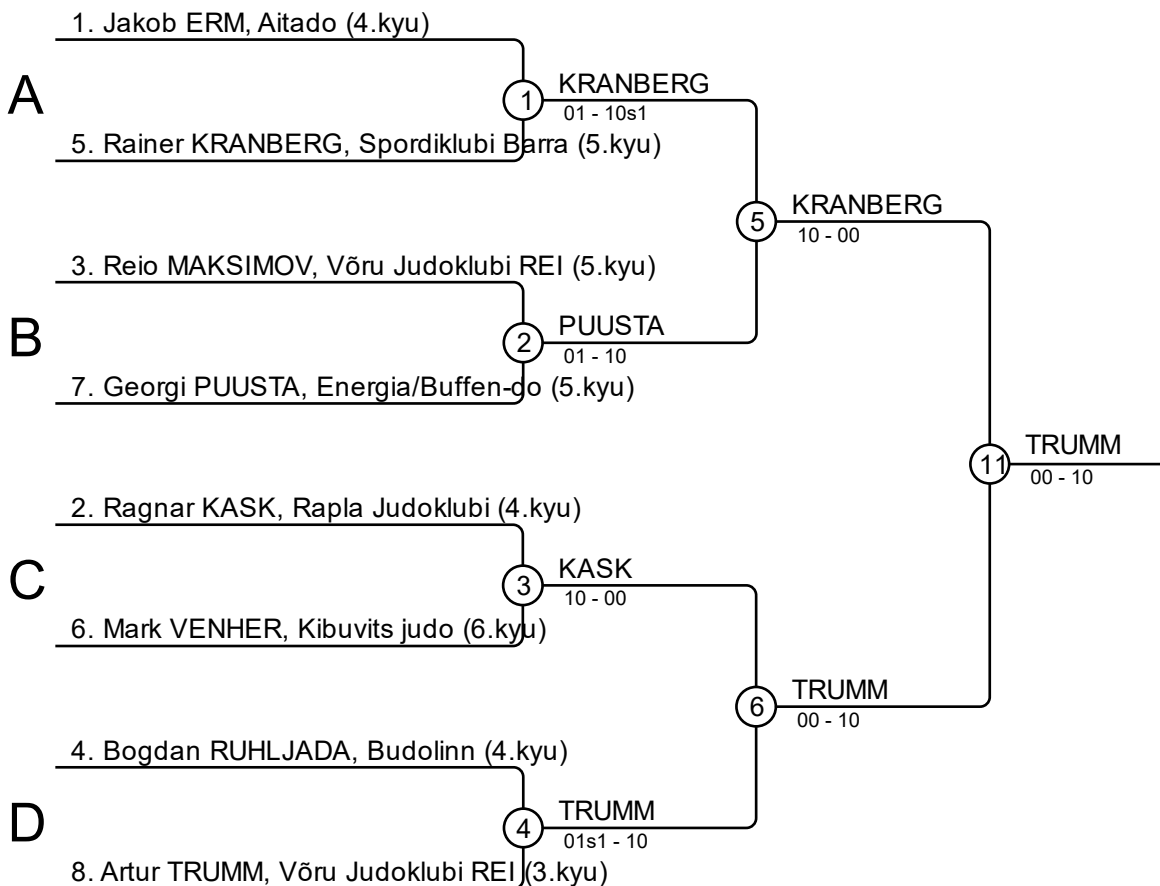 1. Jakob ERM, Aitado (4.kyu)
A
1
KRANBERG
01 - 10s1
5. Rainer KRANBERG, Spordiklubi Barra (5.kyu)
5
KRANBERG
10 - 00
3. Reio MAKSIMOV, Võru Judoklubi REI (5.kyu)
B
2
PUUSTA
01 - 10
7. Georgi PUUSTA, Energia/Buffen-do (5.kyu)
11
TRUMM
00 - 10
2. Ragnar KASK, Rapla Judoklubi (4.kyu)
C
3
KASK
10 - 00
6. Mark VENHER, Kibuvits judo (6.kyu)
6
TRUMM
00 - 10
4. Bogdan RUHLJADA, Budolinn (4.kyu)
D
4
TRUMM
01s1 - 10
8. Artur TRUMM, Võru Judoklubi REI (3.kyu)